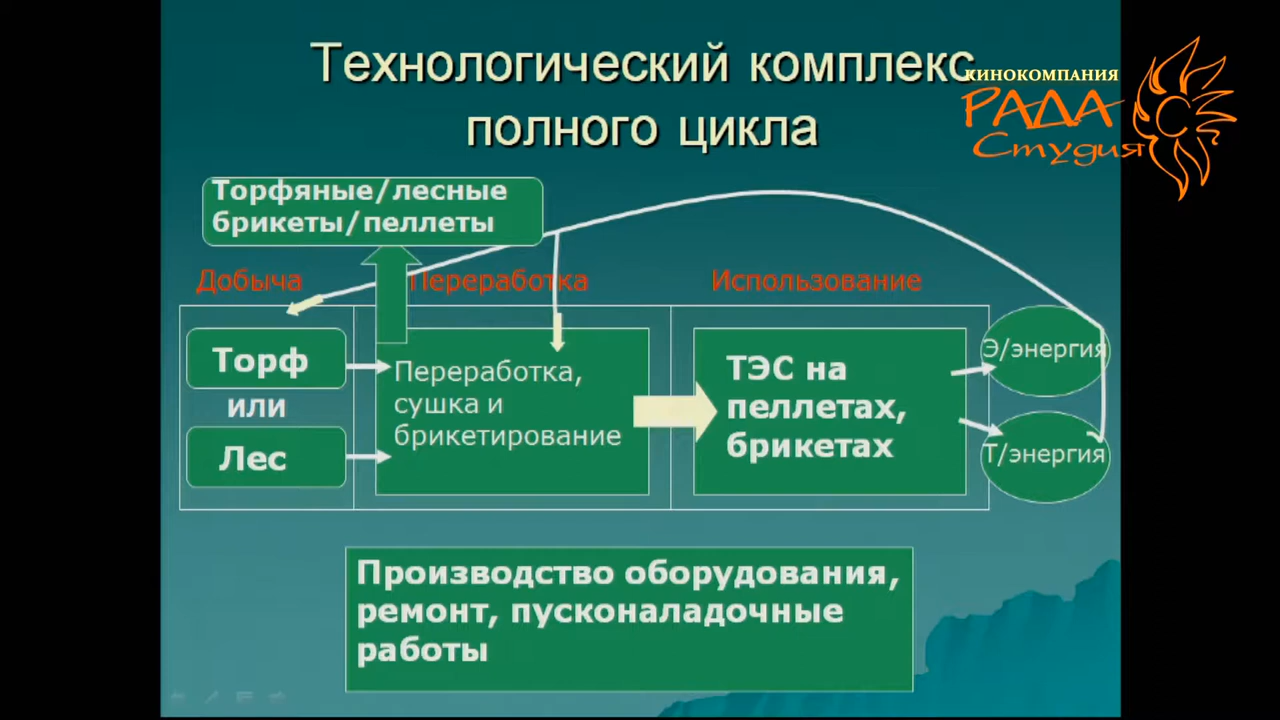 Технологический комплекс
полного цикла
КИНОКОМПАНИЯ
РАДА
Студия
Торфяные/лесные
брикеты/пеллеты
Добыча
Переработка
Использование
Торф
или
Лес
Переработка,
сушка и
брикетирование
ТЭС на
пеллетах,
брикетах
Э/энергия
Т/энергия
Производство оборудования,
ремонт, пусконаладочные
работы